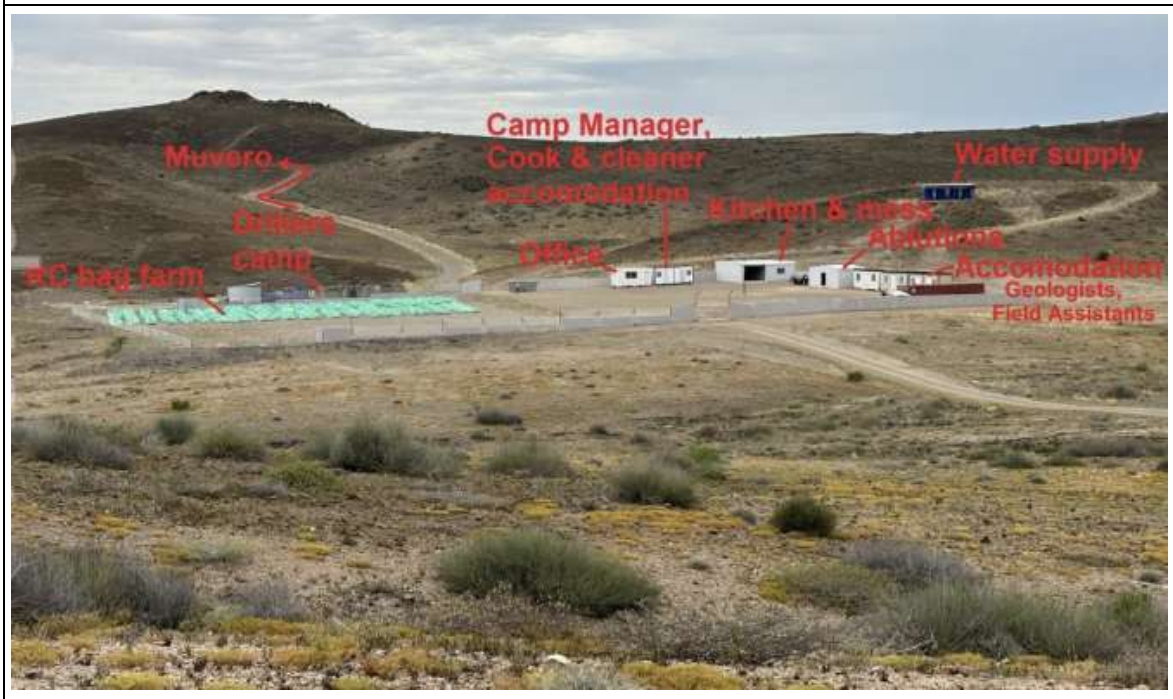 Camp Manager,
Cook & cleaner
accomodation
Muvero
Water supply
Kitchen & mess
Drillers
camp
Office
Ablutions
RC bag farm
Accomodation
Geologists,
Field Assistants